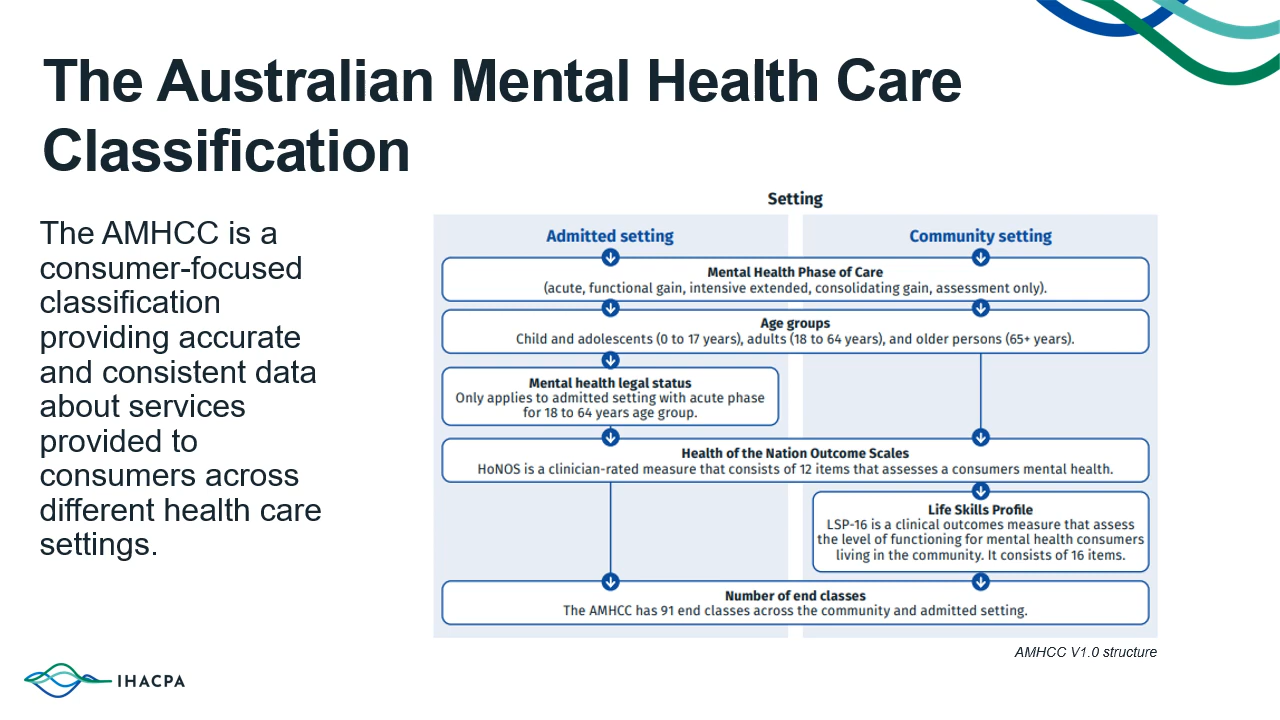 The Australian Mental Health Care
Classification
The AMHCC is a
consumer-focused
classification
providing accurate
and consistent data
about services
provided to
consumers across
different health care
settings.
Setting
Admitted setting
Community setting
Mental Health Phase of Care
(acute, functional gain, intensive extended, consolidating gain, assessment only).
Age groups
Child and adolescents (0 to 17 years), adults (18 to 64 years), and older persons (65+ years).
Mental health legal status
Only applies to admitted setting with acute phase
for 18 to 64 years age group.
Health of the Nation Outcome Scales
HoNOS is a clinician-rated measure that consists of 12 items that assesses a consumers mental health.
Life Skills Profile
LSP-16 is a clinical outcomes measure that assess
the level of functioning for mental health consumers
living in the community. It consists of 16 items.
Number of end classes
The AMHCC has 91 end classes across the community and admitted setting.
AMHCC V1.0 structure
IHACPA